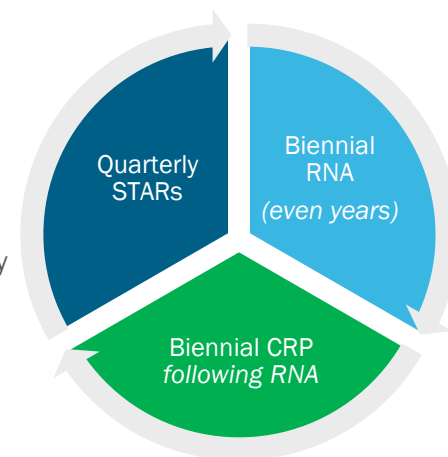 Quarterly
STARs
Biennial
RNA
(even years)
y
Biennial CRP
following RNA